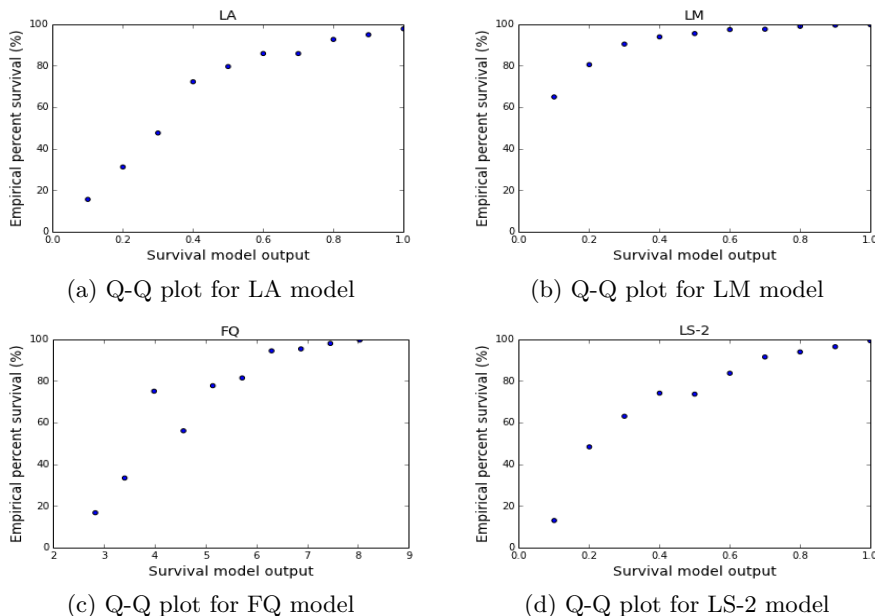 LA
Empirical percent survival (%)
100
80
60
40
20
0
0.0 0.2 0.4 0.6 0.8 1.0
Survival model output
(a) Q-Q plot for LA model
LM
Empirical percent survival (%)
100
80
60
40
20
0
0.0 0.2 0.4 0.6 0.8 1.0
Survival model output
(b) Q-Q plot for LM model
FQ
Empirical percent survival (%)
100
80
60
40
20
0
2 3 4 5 6 7 8 9
Survival model output
(c) Q-Q plot for FQ model
LS-2
Empirical percent survival (%)
100
80
60
40
20
0
0.0 0.2 0.4 0.6 0.8 1.0
Survival model output
(d) Q-Q plot for LS-2 model